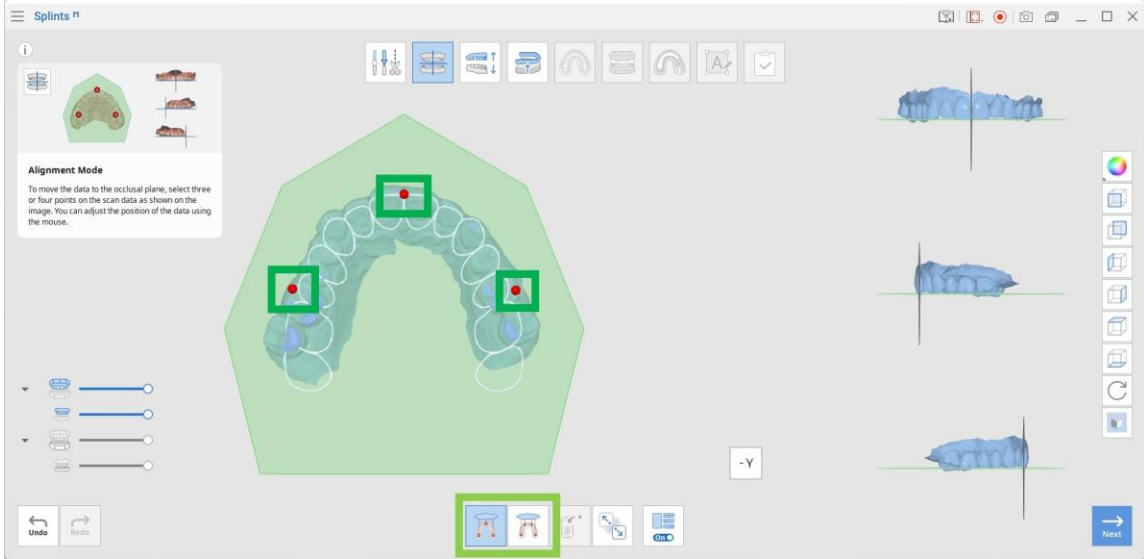 Splints M
Alignment Mode
To move the data to the occlusal plane, select three
or four points on the scan data as shown on the
image. You can adjust the position of the data using
the mouse.
A
- Y
Undo
Redo
On
Next